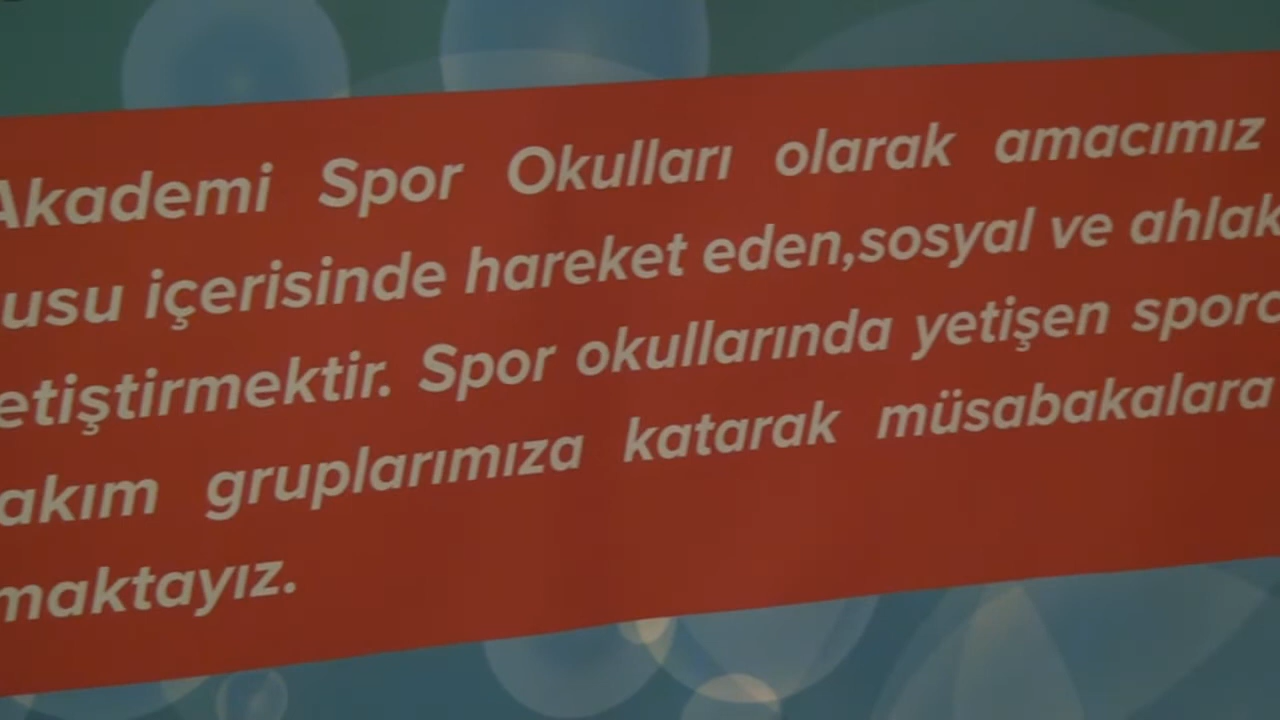 Akademi Spor Okulları olarak amacımız
usu içerisinde hareket eden,sosyal ve ahlak
etiştirmektir. Spor okullarında yetişen sporc
akım gruplarımıza katarak müsabakalara
maktayız.